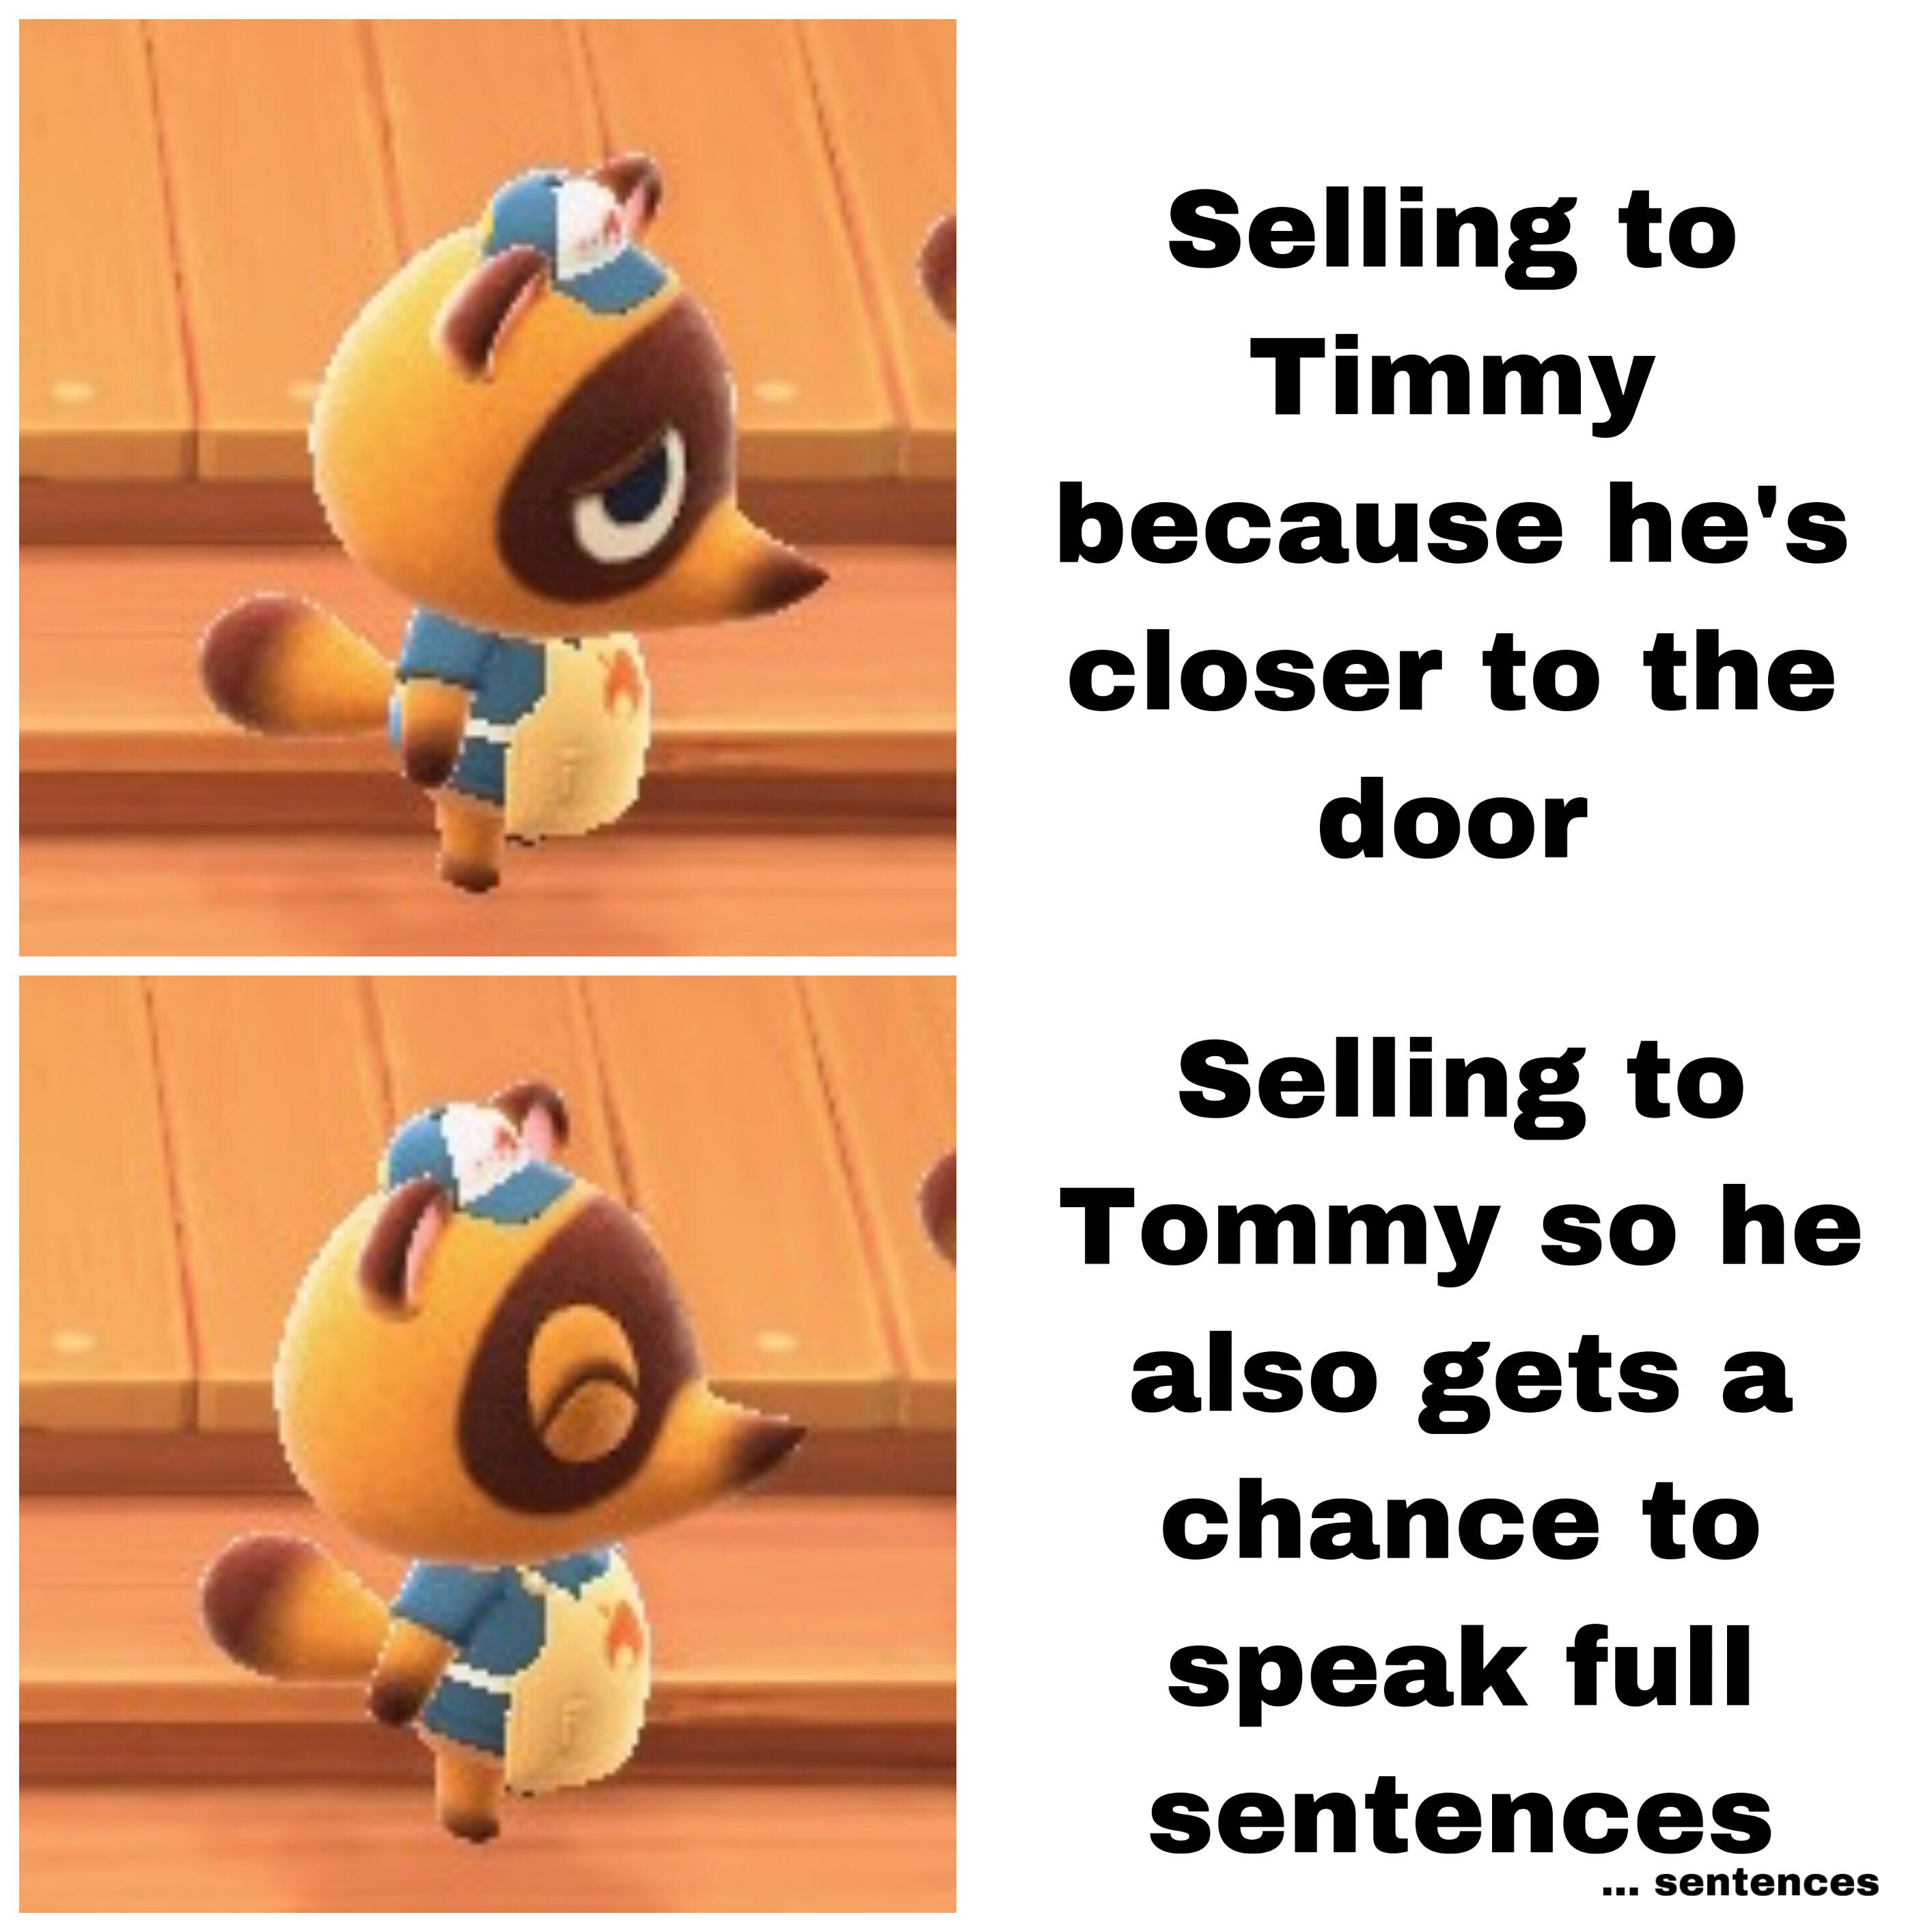 Selling to
Timmy
because he's
closer to the
door
Selling to
Tommy so he
also gets a
chance to
speak full
sentences
... sentences